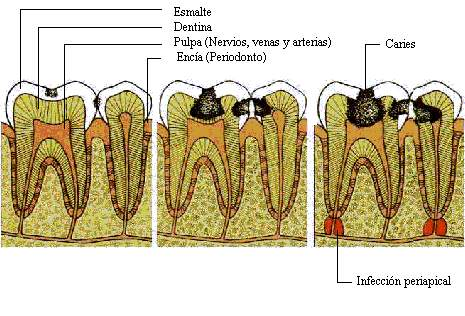 Esmalte
Dentina
Pulpa (Nervios, venas y arterias)
Encía (Periodonto)
Caries
Infección periapical